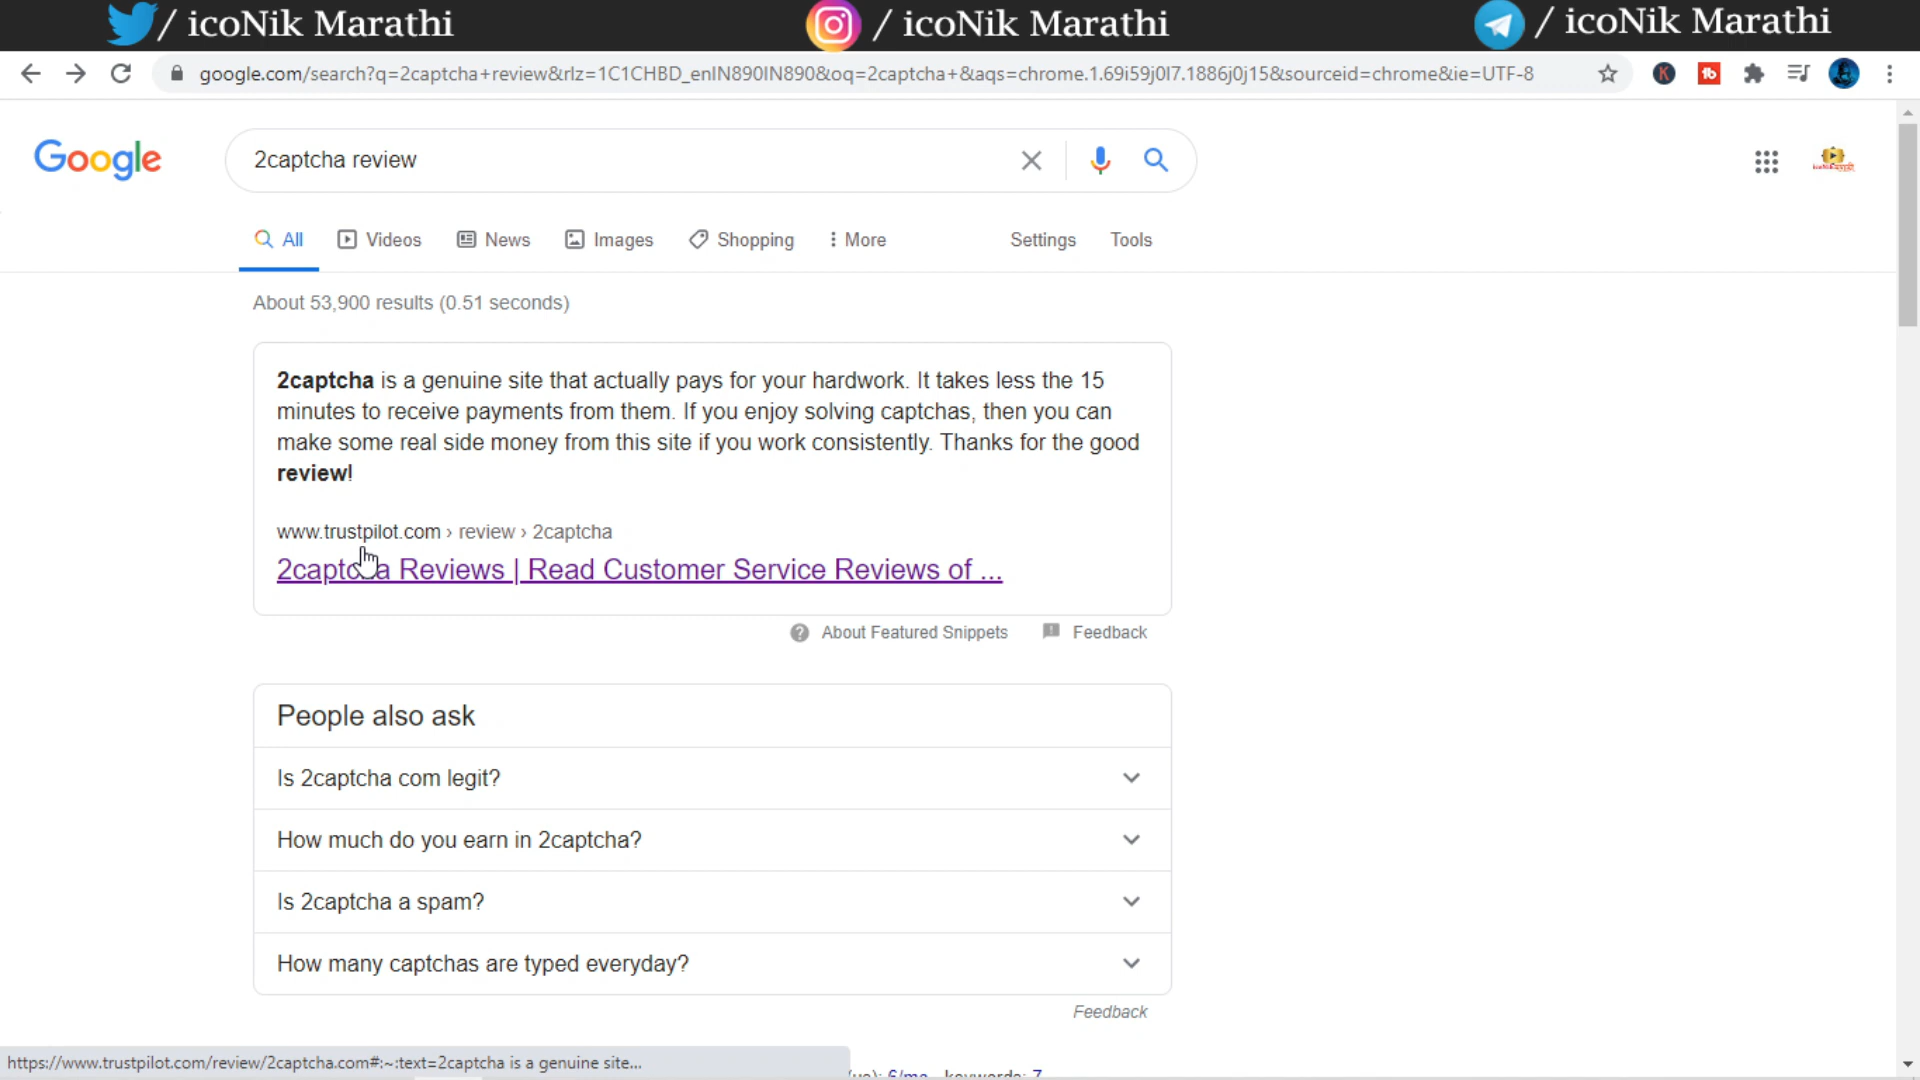 / icoNik Marathi
/ icoNik Marathi
/ icoNik Marathi
google.com/search?q=2captcha+review&rlz=1C1CHBD_enIN890IN890&oq=2captcha+&aqs=chrome.1.69i59j0l7.1886j0j15&sourceid=chrome&ie=UTF-8
Google
2captcha review
All
Videos
News
Images
Shopping
More
Settings
Tools
About 53,900 results (0.51 seconds)
2captcha is a genuine site that actually pays for your hardwork. It takes less the 15
minutes to receive payments from them. If you enjoy solving captchas, then you can
make some real side money from this site if you work consistently. Thanks for the good
review!
www.trustpilot.com › review › 2captcha
2captcha Reviews | Read Customer Service Reviews of ...
About Featured Snippets
Feedback
People also ask
Is 2captcha com legit?
How much do you earn in 2captcha?
Is 2captcha a spam?
How many captchas are typed everyday?
Feedback
https://www.trustpilot.com/review/2captcha.com#:~:text=2captcha is a genuine site...